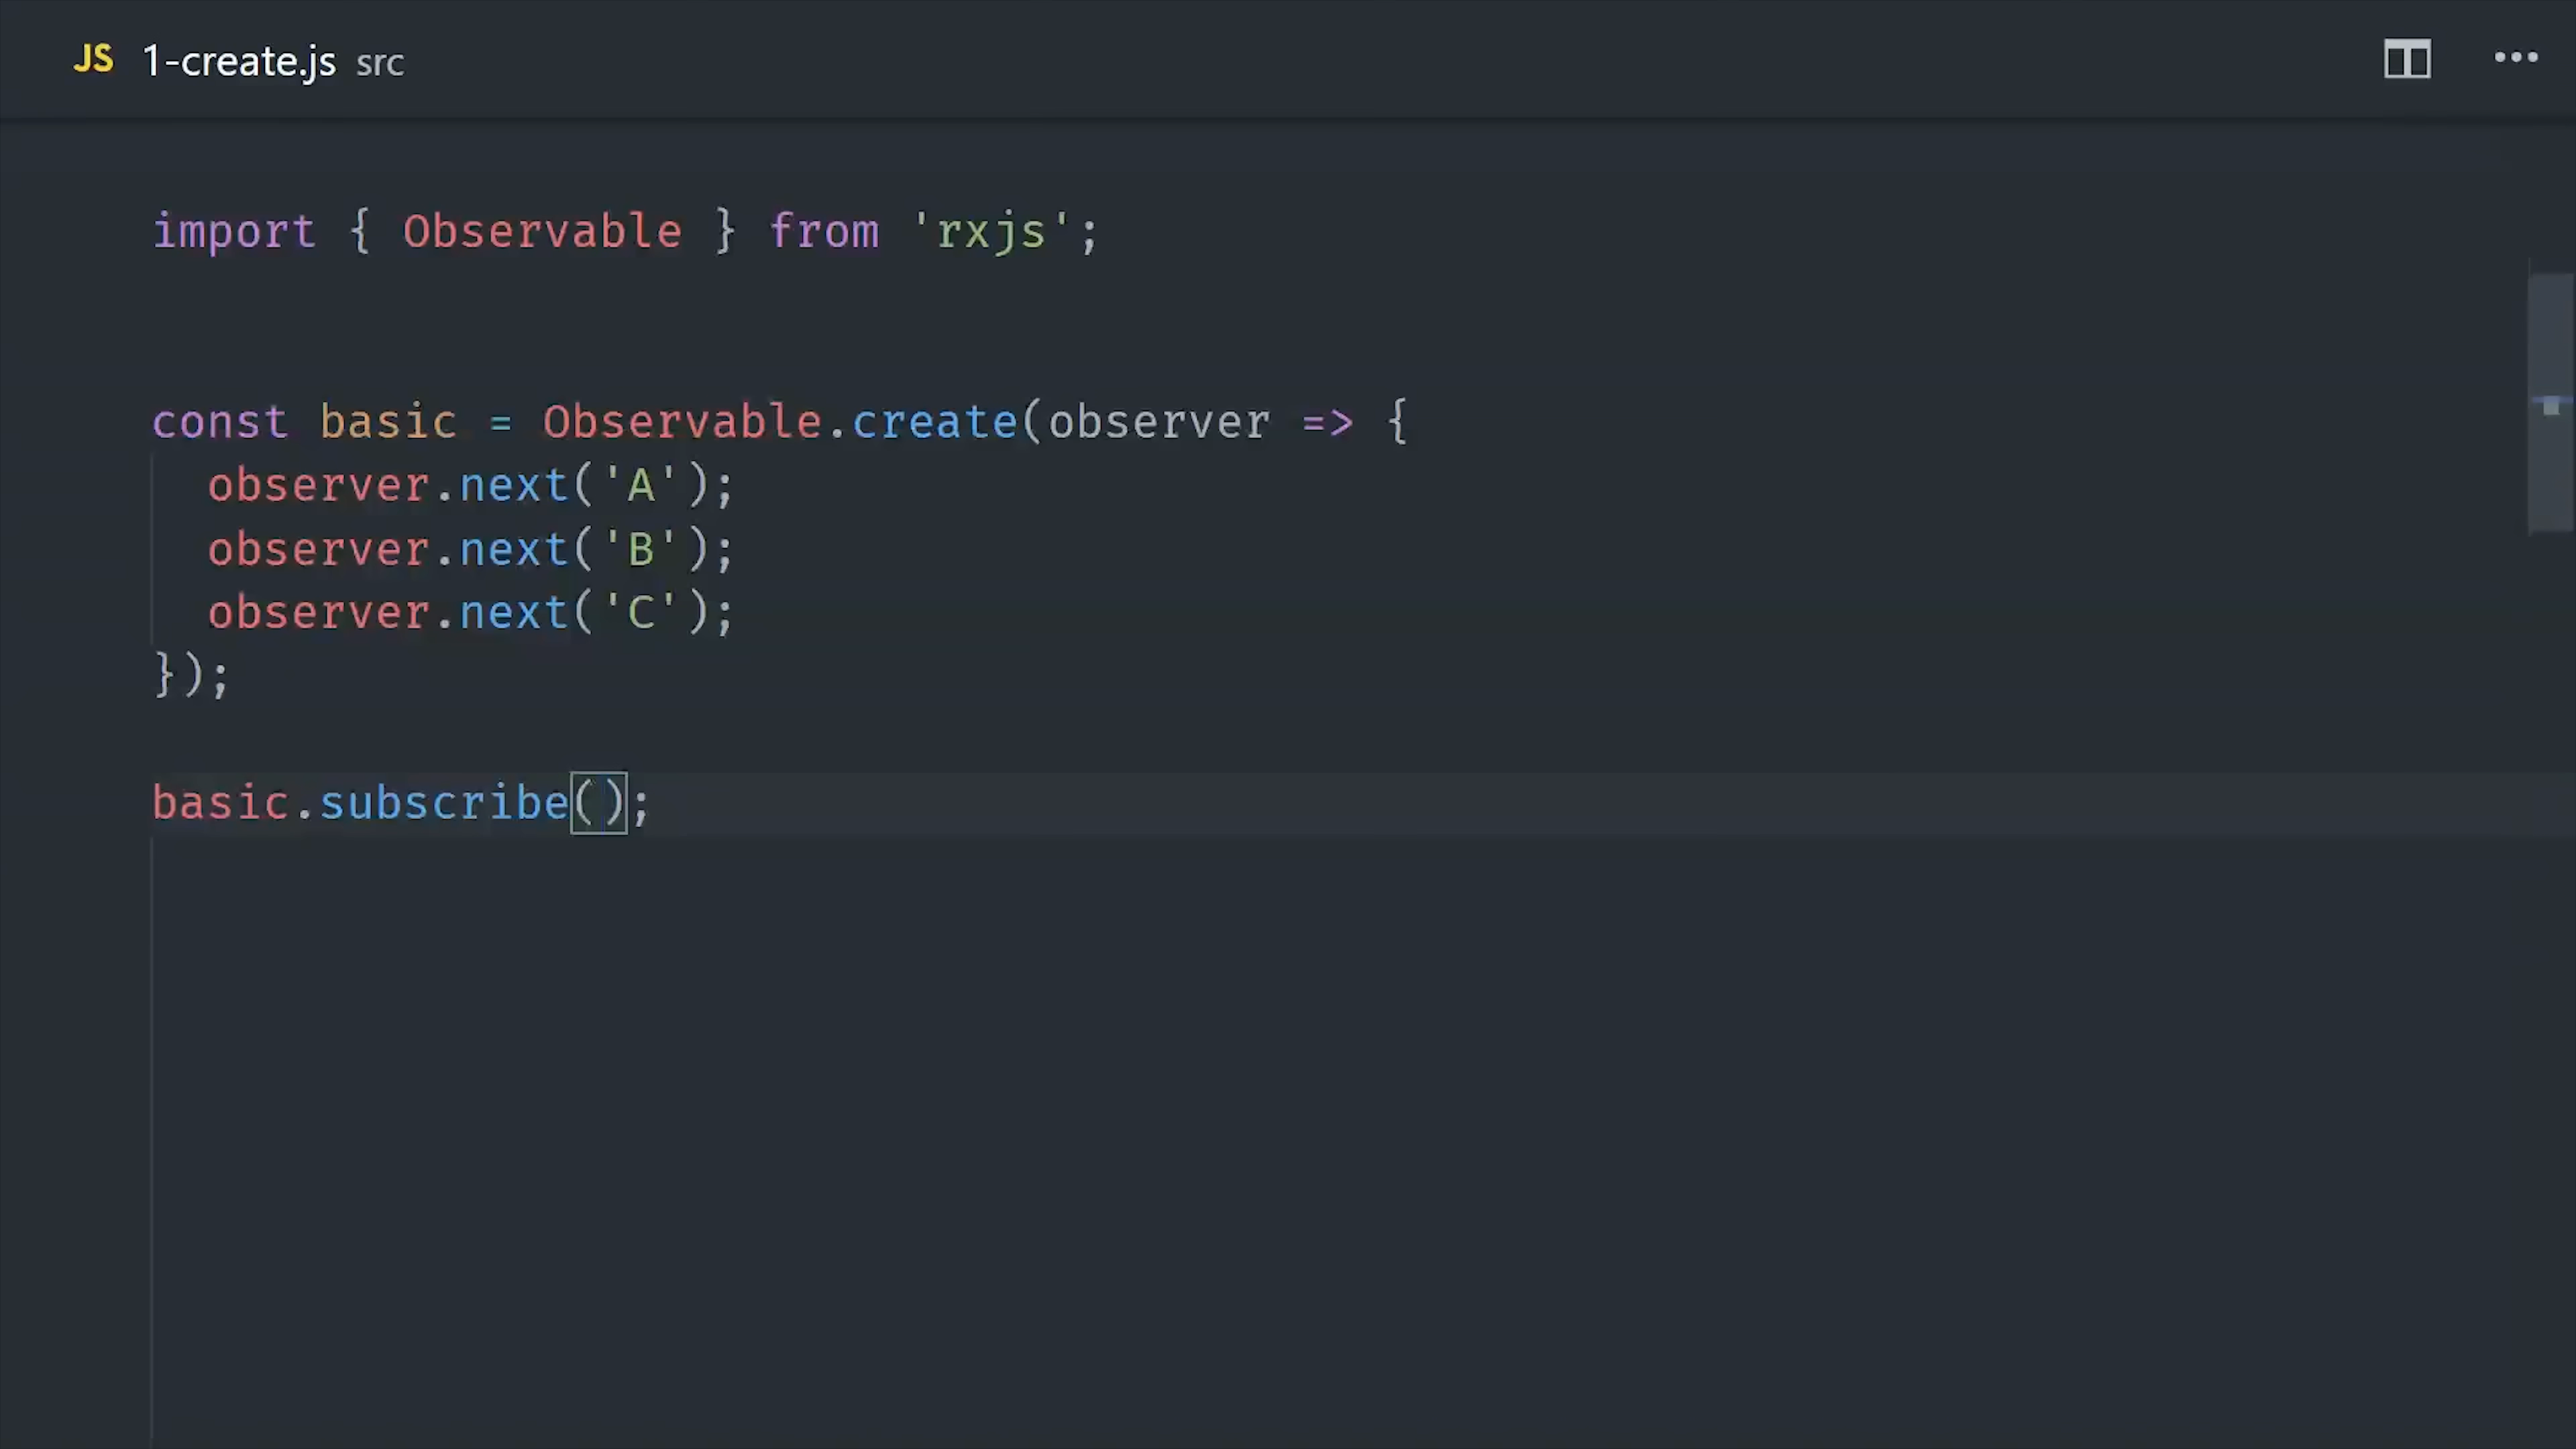 JS 1-create.js src
import { Observable } from 'rxjs';
const basic = Observable.create(observer => {
  observer.next('A');
  observer.next('B');
  observer.next('C');
});
basic.subscribe();